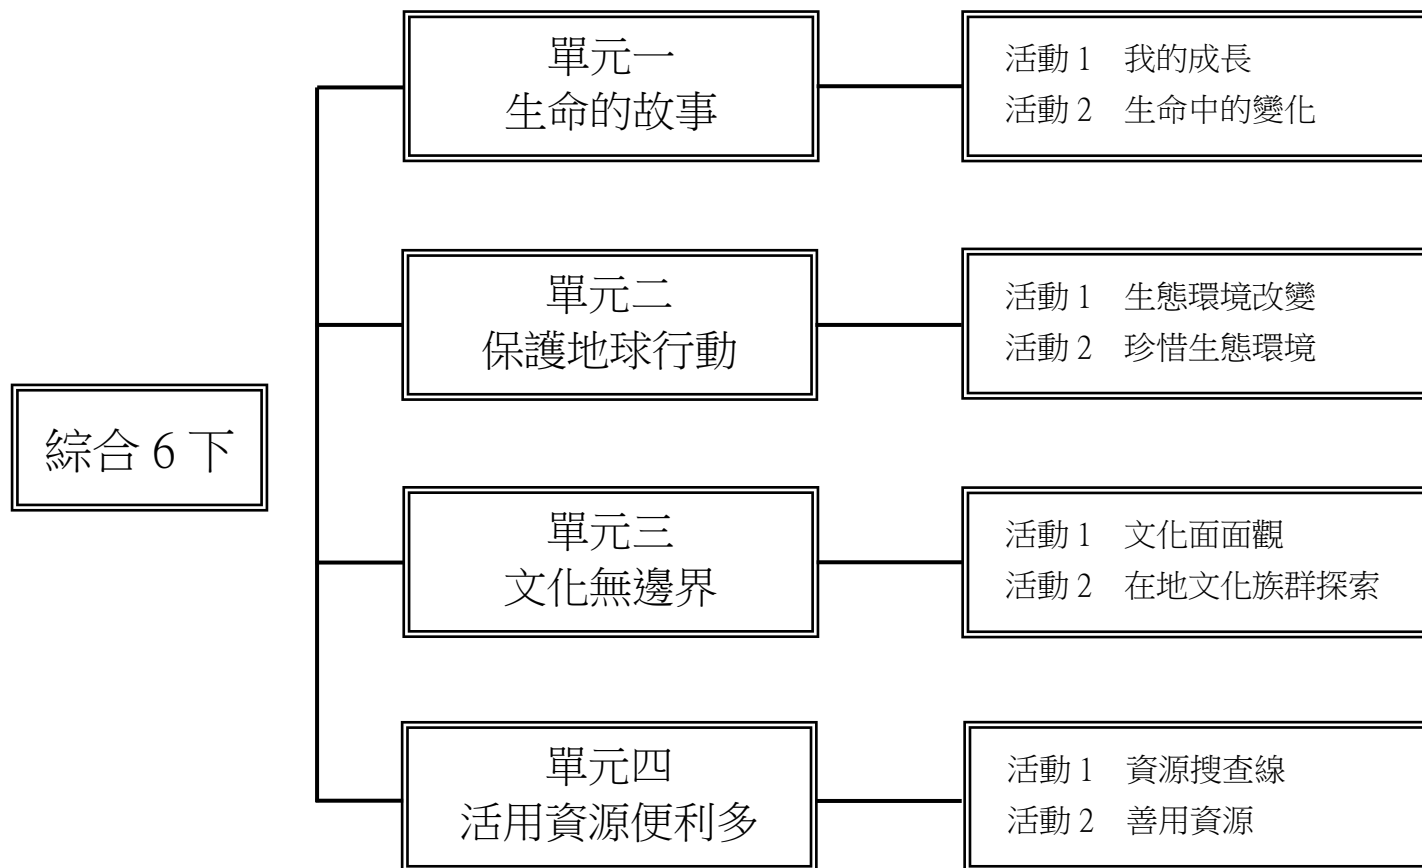 綜合 6 下
單元一
生命的故事
活動 1 我的成長
活動 2 生命中的變化
單元二
保護地球行動
活動 1 生態環境改變
活動 2 珍惜生態環境
單元三
文化無邊界
活動 1 文化面面觀
活動 2 在地文化族群探索
單元四
活用資源便利多
活動 1 資源搜查線
活動 2 善用資源